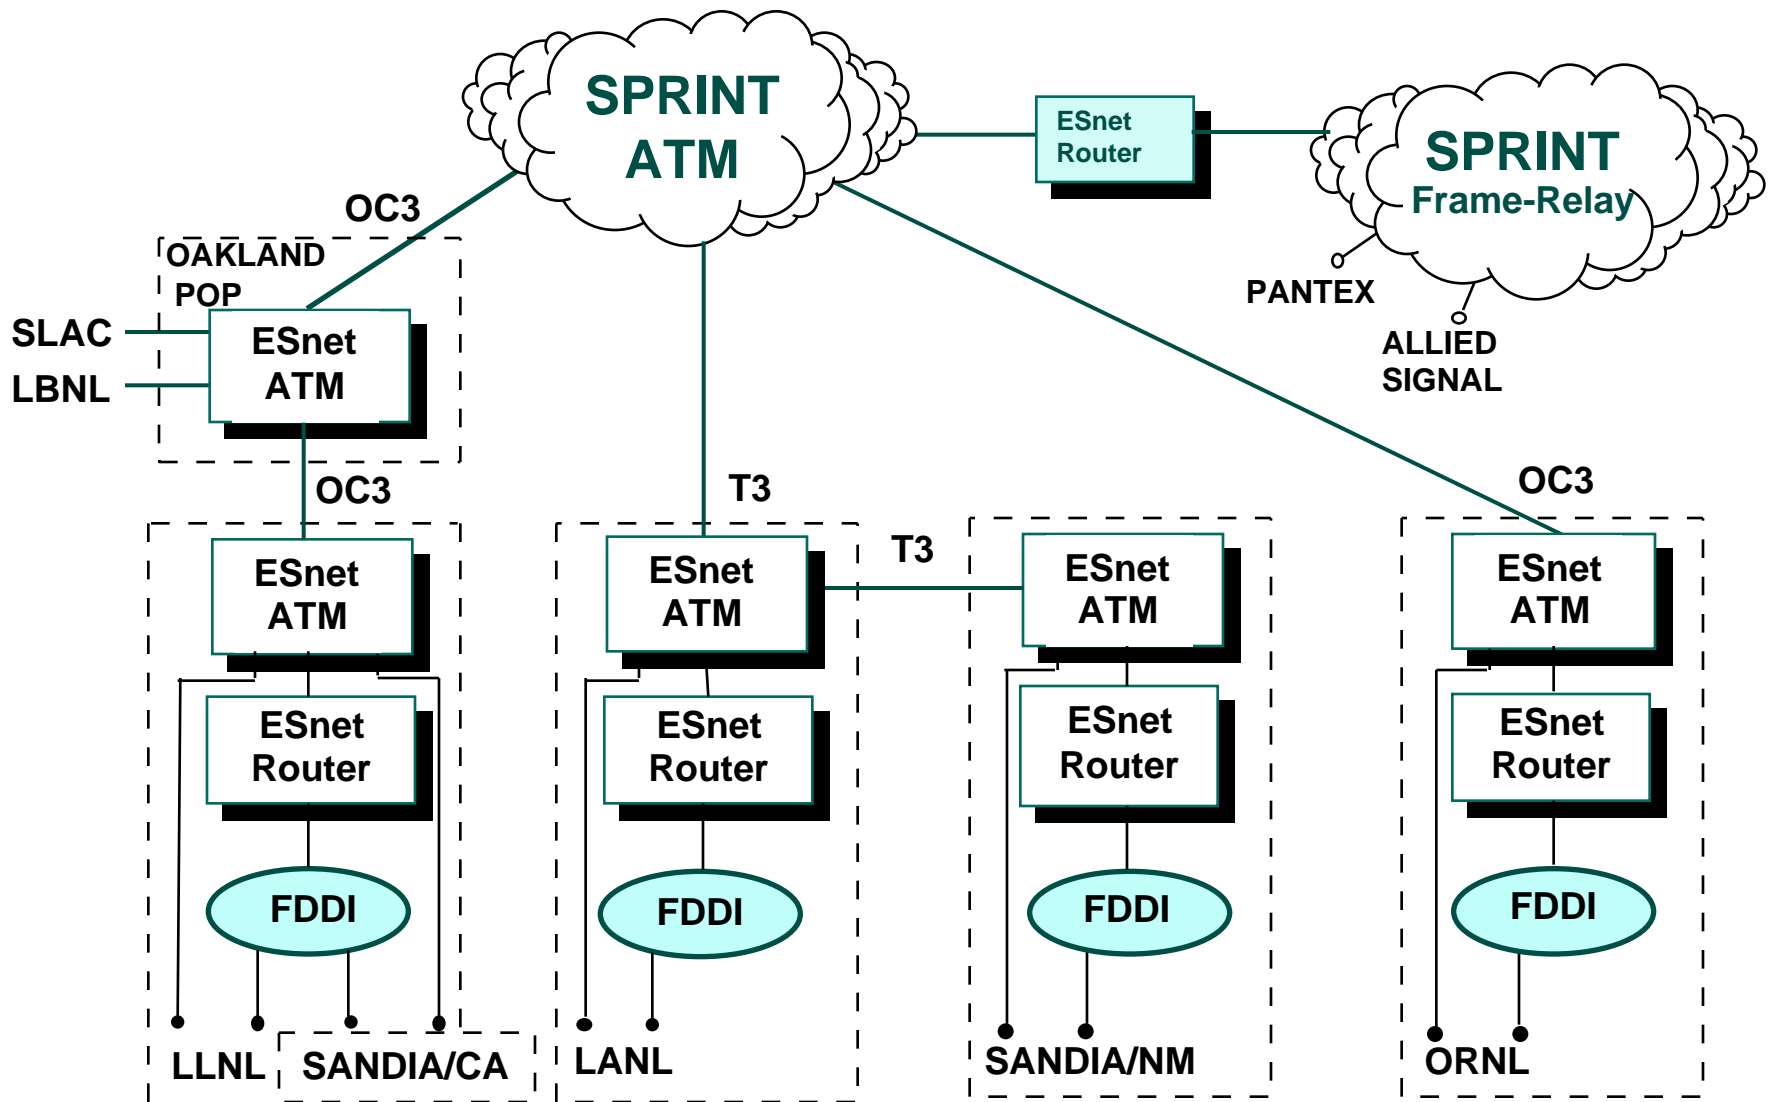 SPRINT
ATM
ESnet
Router
SPRINT
Frame-Relay
OC3
OAKLAND
POP
PANTEX
ALLIED
SIGNAL
SLAC
LBNL
ESnet
ATM
OC3
T3
OC3
T3
ESnet
ATM
ESnet
ATM
ESnet
ATM
ESnet
ATM
ESnet
Router
ESnet
Router
ESnet
Router
ESnet
Router
FDDI
FDDI
FDDI
FDDI
LLNL
SANDIA/CA
LANL
SANDIA/NM
ORNL